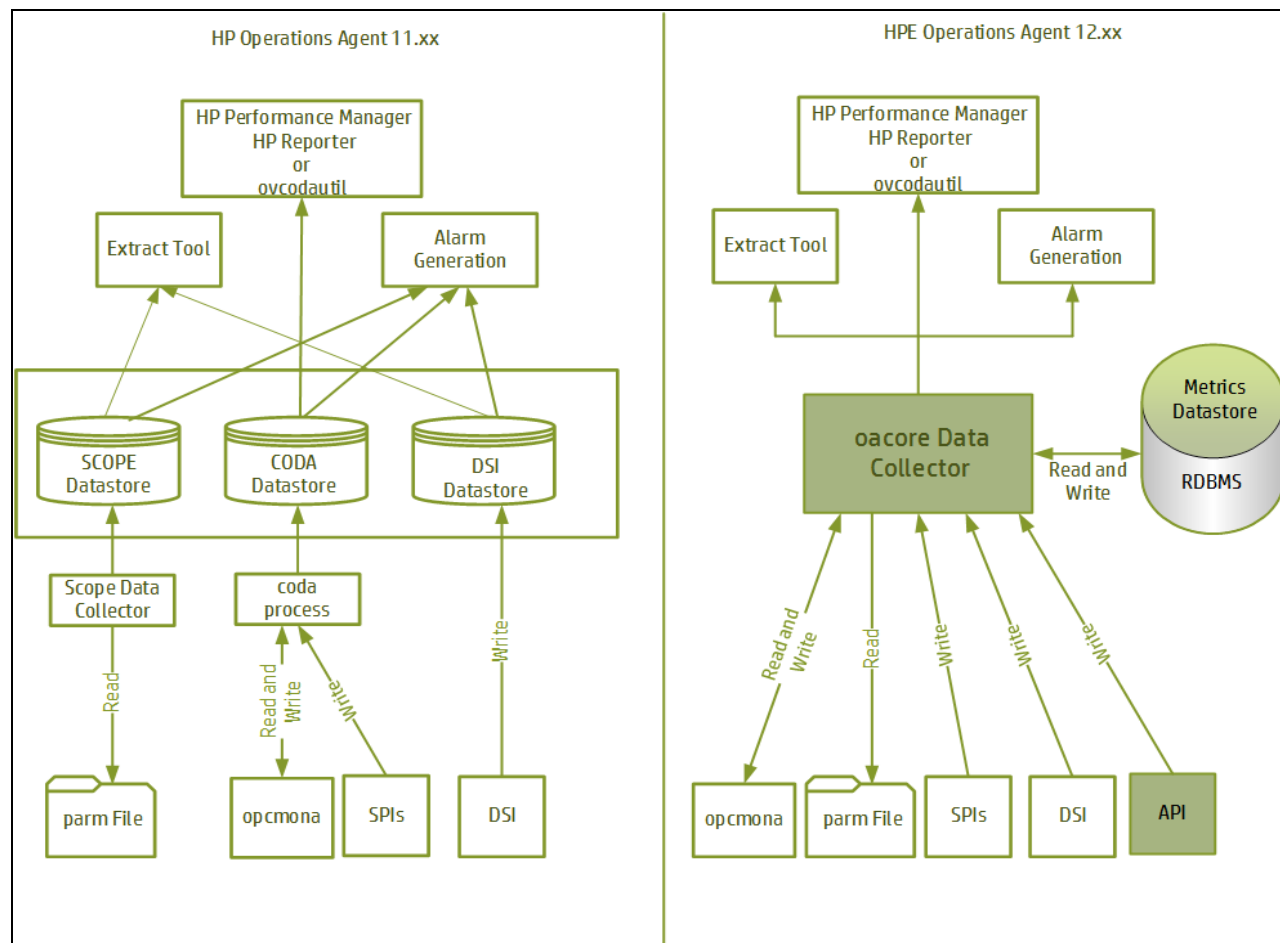 HP Operations Agent 11.xx
HP Performance Manager
HP Reporter
or
ovcodautil
Extract Tool
Alarm
Generation
SCOPE
Datastore
CODA
Datastore
DSI
Datastore
Scope Data
Collector
coda
process
Read
Read and
Write
Write
Write
parm File
opcmona
SPIs
DSI
HPE Operations Agent 12.xx
HP Performance Manager
HP Reporter
or
ovcodautil
Extract Tool
Alarm
Generation
oacore Data
Collector
Read and
Write
Metrics
Datastore
RDBMS
Read and
Write
Read
Write
Write
Write
opcmona
parm File
SPIs
DSI
API